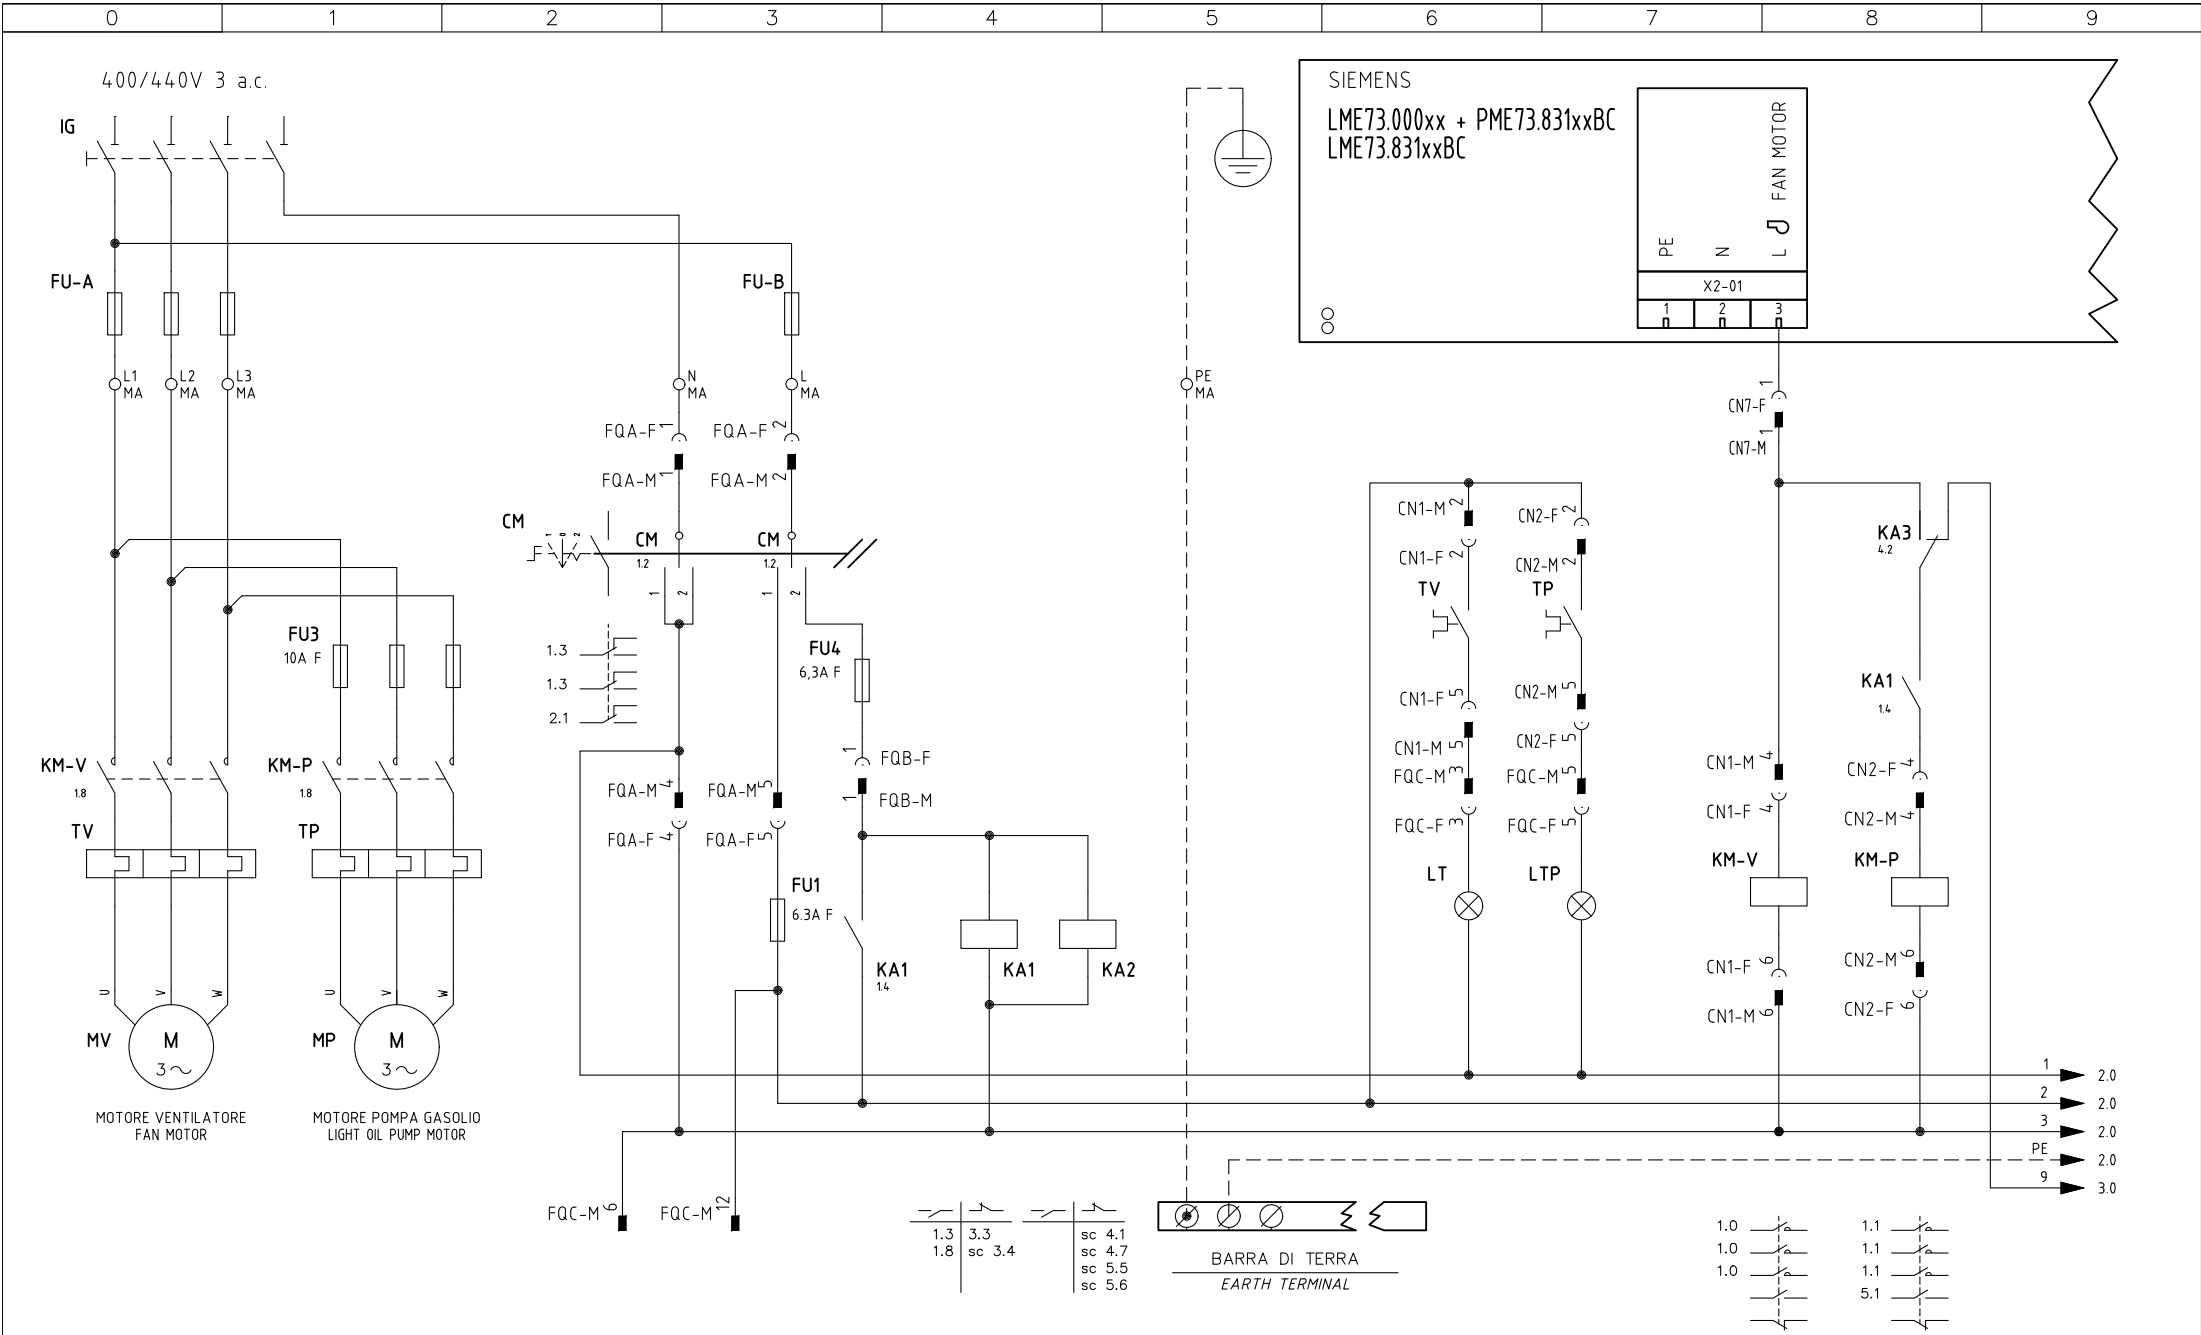 0 1 2 3 4 5 6 7 8 9
400/440V 3 a.c.
IG
SIEMENS
LME73.000xx + PME73.831xxBC
LME73.831xxBC
FAN MOTOR
PE
N
L
X2-01
1 2 3
FU-A
FU-B
L1
MA
L2
MA
L3
MA
N
MA
L
MA
PE
MA
1
CN7-F
1
CN7-M
FQA-F 1
FQA-F 2
FQA-M 1
FQA-M 2
CM
1 0 2
CM
1.2
CM
1.2
1 2
1 2
CN1-M 2
CN1-F 2
CN2-F 2
CN2-M 2
TV
TP
KA3
4.2
FU3
10A F
FU4
6,3A F
1.3
1.3
2.1
CN1-F 5
CN1-M 5
CN2-M 5
CN2-F 5
KA1
1.4
KM-V
1.8
KM-P
1.8
TV
TP
FQA-M 4
FQA-F 4
FQA-M 5
FQA-F 5
1
FQB-F
1
FQB-M
FQC-M 3
FQC-F 3
FQC-M 5
FQC-F 5
CN1-M 4
CN1-F 4
CN2-F 4
CN2-M 4
LT
LTP
KM-V
KM-P
FU1
6.3A F
KA1
1.4
KA1
KA2
CN1-F 6
CN1-M 6
CN2-M 6
CN2-F 6
U V W
U V W
MV
M
3
MP
M
3
MOTORE VENTILATORE
FAN MOTOR
MOTORE POMPA GASOLIO
LIGHT OIL PUMP MOTOR
1 2.0
2 2.0
3 2.0
PE 2.0
9 3.0
FQC-M 6
FQC-M 12
1.3 3.3
1.8 sc 3.4
sc 4.1
sc 4.7
sc 5.5
sc 5.6
BARRA DI TERRA
EARTH TERMINAL
1.0
1.0
1.0
1.1
1.1
1.1
5.1